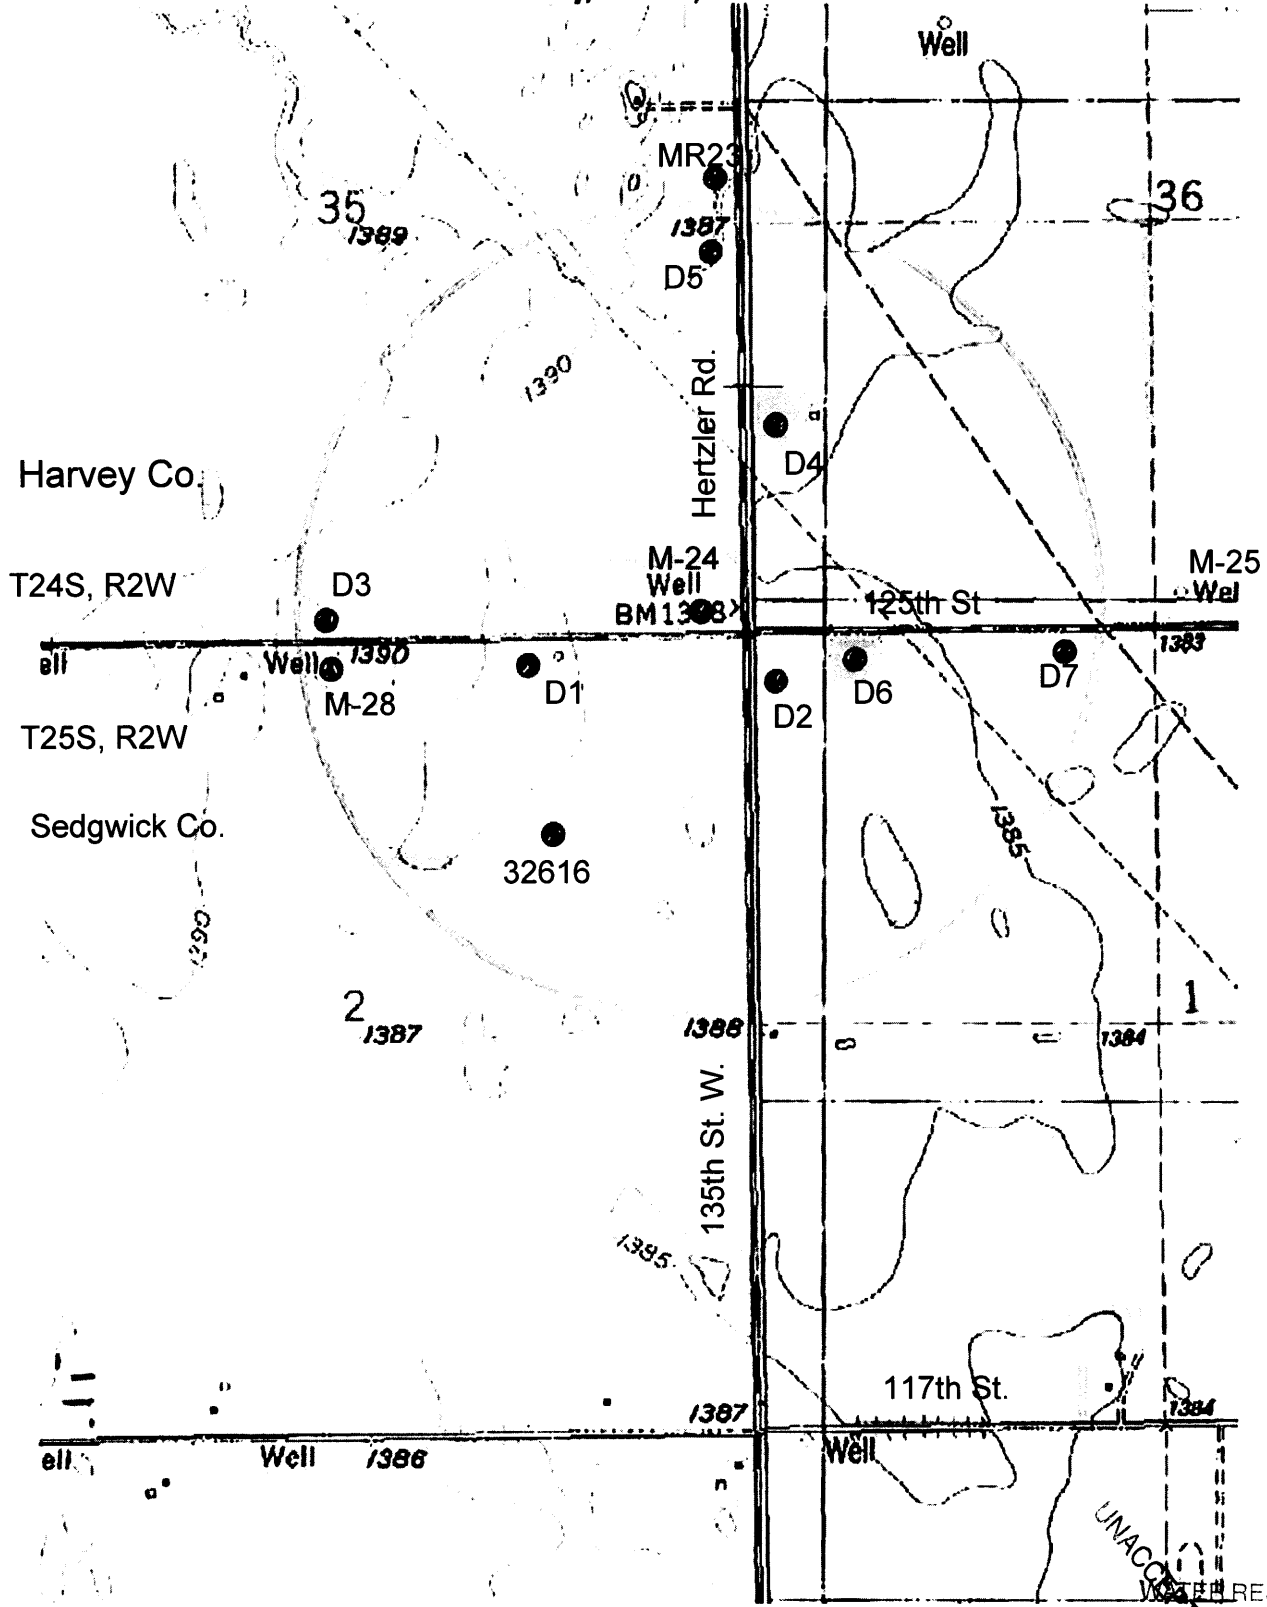 Well
MR23
35
1389
36
1387
D5
1390
Hertzler Rd.
D4
Harvey Co.
M-24
Well
M-25
Wel
T24S, R2W
D3
125th St
ell
Well
1390
1383
D1
D6
D7
M-28
D2
T25S, R2W
Sedgwick Co.
1385
32616
1390
2
1387
1388
1
1384
135th St. W.
1385
117th St.
1387
1384
ell
Well
1386
Well